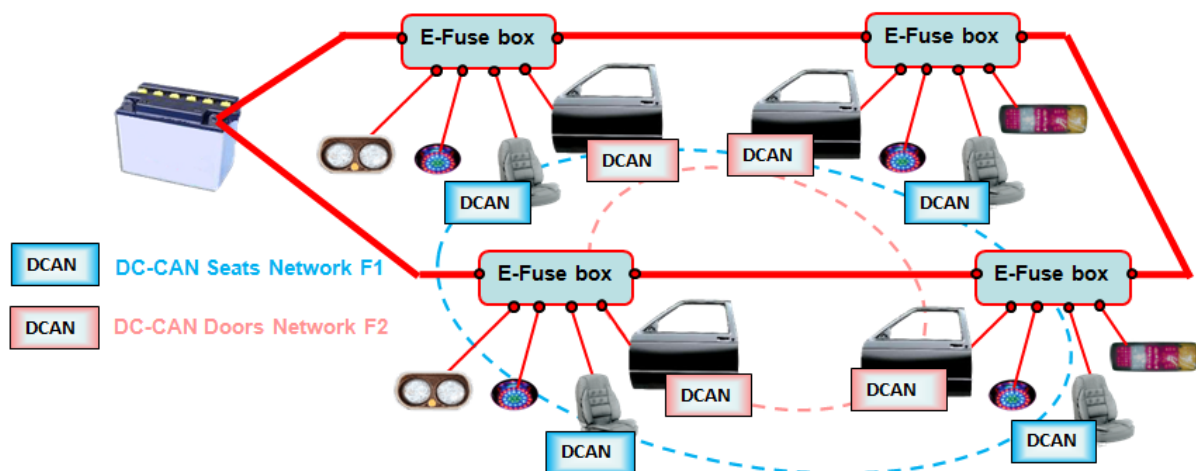 E-Fuse box
E-Fuse box
DCAN
DCAN
DCAN
DCAN
E-Fuse box
E-Fuse box
DCAN
DC-CAN Seats Network F1
DCAN
DC-CAN Doors Network F2
DCAN
DCAN
DCAN
DCAN